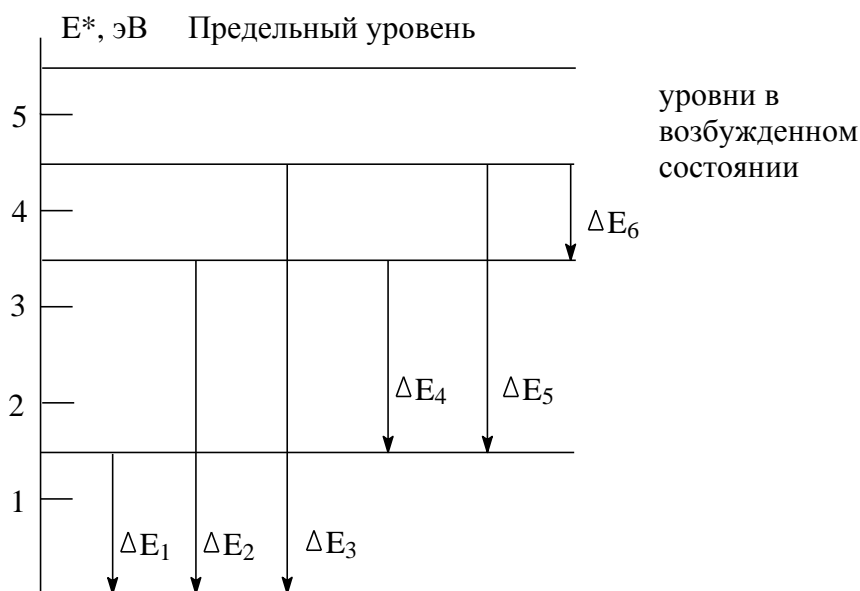 E*, эВ Предельный уровень
уровни в
возбужденном
состоянии
5
4
3
2
1
ΔE₆
ΔE₄
ΔE₅
ΔE₁
ΔE₂
ΔE₃